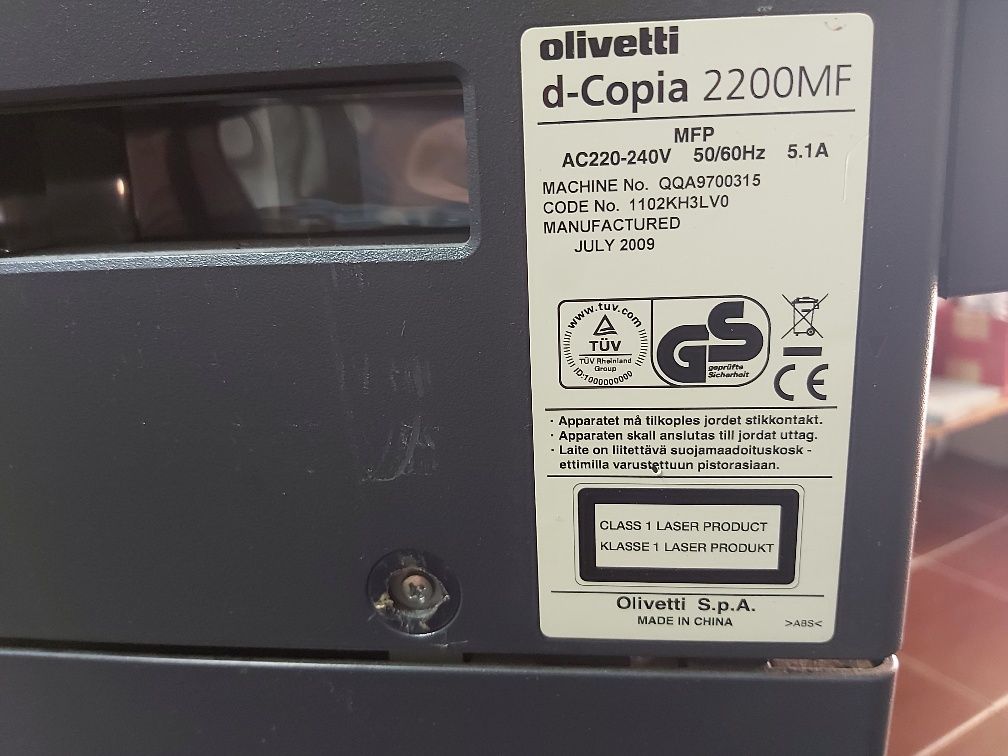 olivetti
d-Copia 2200MF
MFP
AC220-240V 50/60Hz 5.1A
MACHINE No. QQA9700315
CODE No. 1102KH3LV0
MANUFACTURED
JULY 2009
www.tuv.com
TÜV
TÜV Rheinland
Group
ID:1000000000
GS
geprüfte
Sicherheit
CE
· Apparatet må tilkoples jordet stikkontakt.
· Apparaten skall anslutas till jordat uttag.
· Laite on liitettävä suojamaadoituskosk -
ettimilla varustettuun pistorasiaan.
CLASS 1 LASER PRODUCT
KLASSE 1 LASER PRODUKT
Olivetti S.p.A.
MADE IN CHINA >ABS<